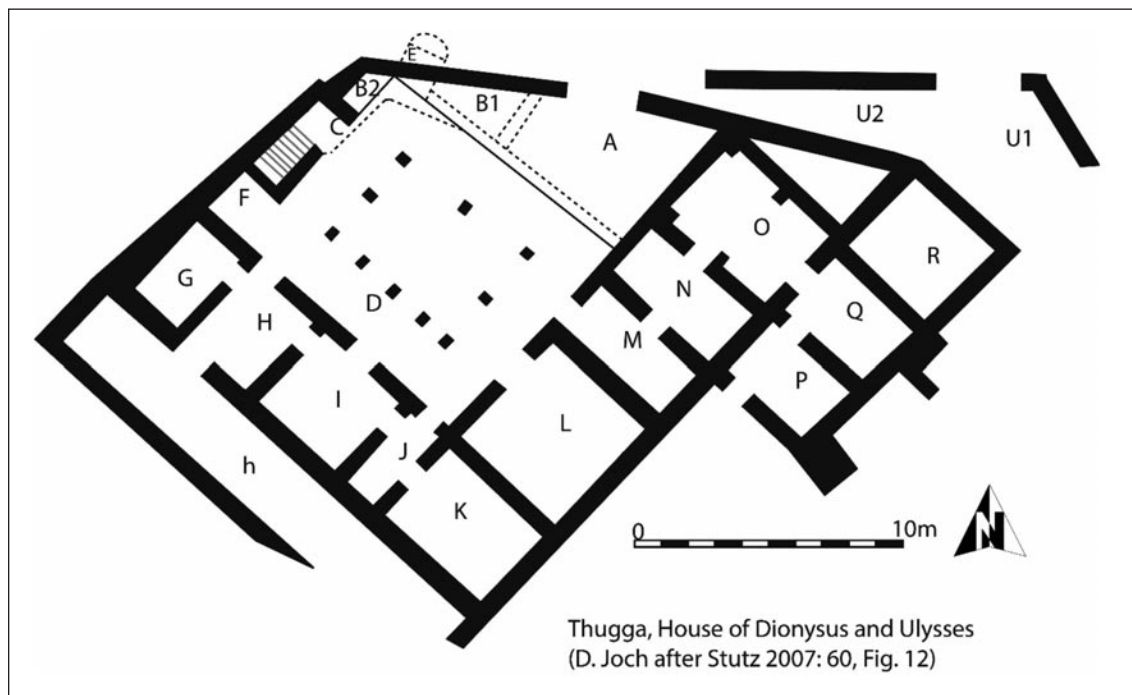 E
B2
B1
C
A
U2
U1
F
O
R
G
N
D
Q
H
M
P
I
L
J
h
K
0 10m
N
Thugga, House of Dionysus and Ulysses
(D. Joch after Stutz 2007: 60, Fig. 12)